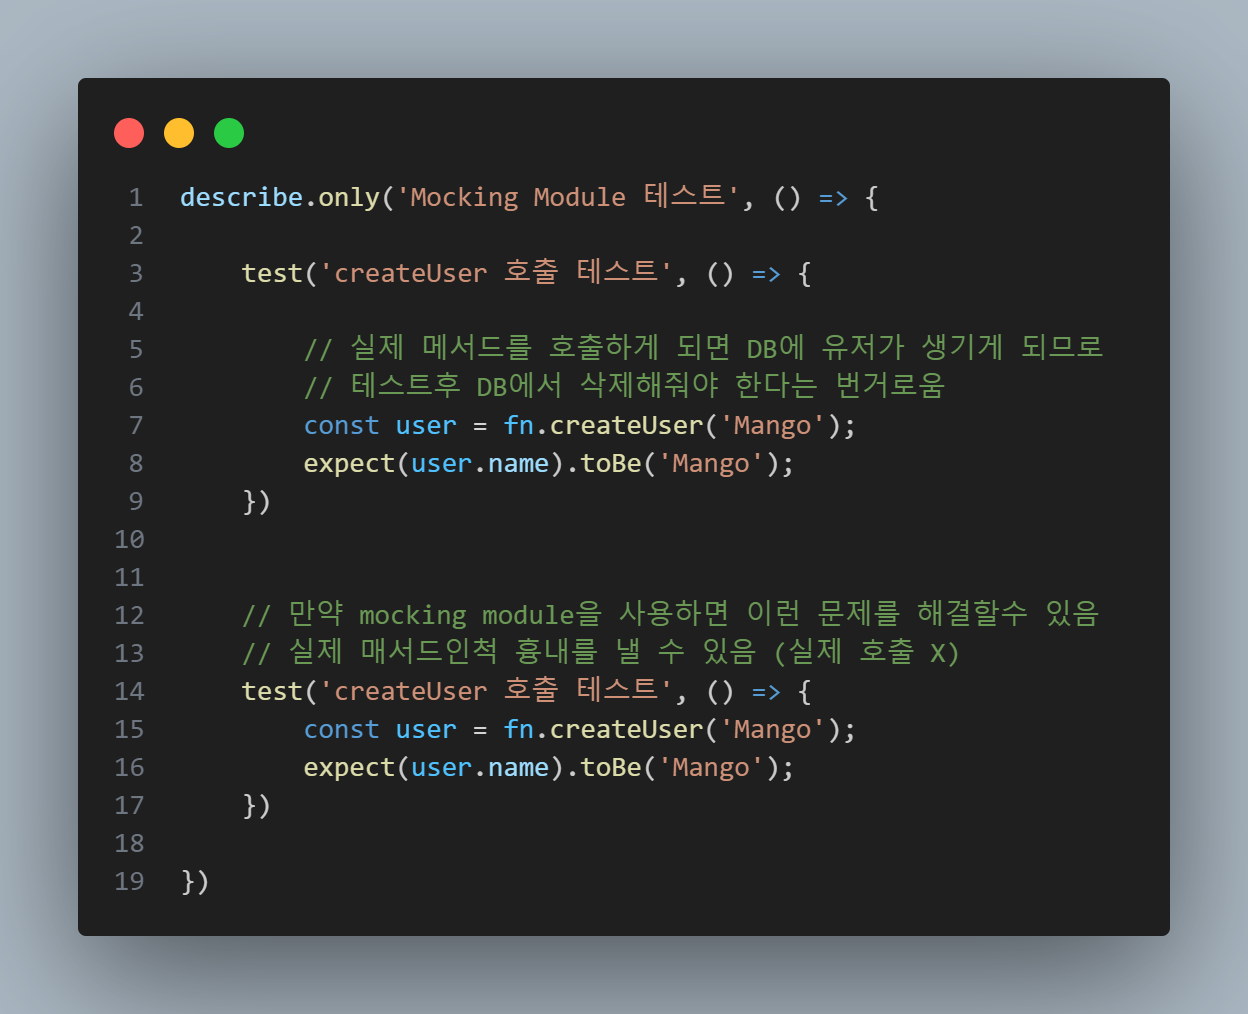 1 describe.only('Mocking Module 테스트', () => {
2
3     test('createUser 호출 테스트', () => {
4
5         // 실제 메서드를 호출하게 되면 DB에 유저가 생기게 되므로
6         // 테스트후 DB에서 삭제해줘야 한다는 번거로움
7         const user = fn.createUser('Mango');
8         expect(user.name).toBe('Mango');
9     })
10
11
12     // 만약 mocking module을 사용하면 이런 문제를 해결할수 있음
13     // 실제 매서드인척 흉내를 낼 수 있음 (실제 호출 X)
14     test('createUser 호출 테스트', () => {
15         const user = fn.createUser('Mango');
16         expect(user.name).toBe('Mango');
17     })
18
19 })